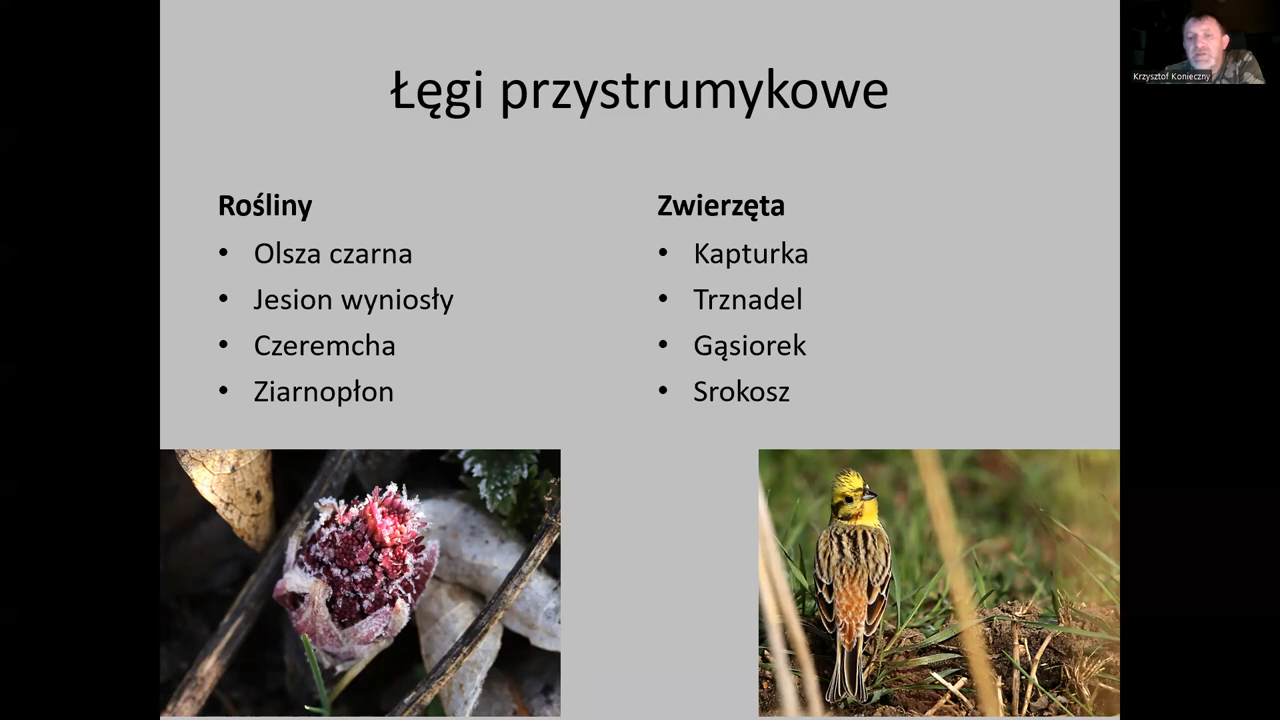 Łęgi przystrumykowe
Rośliny
• Olsza czarna
• Jesion wyniosły
• Czeremcha
• Ziarnopłon
Zwierzęta
• Kapturka
• Trznadel
• Gąsiorek
• Srokosz
Krzysztof Konieczny